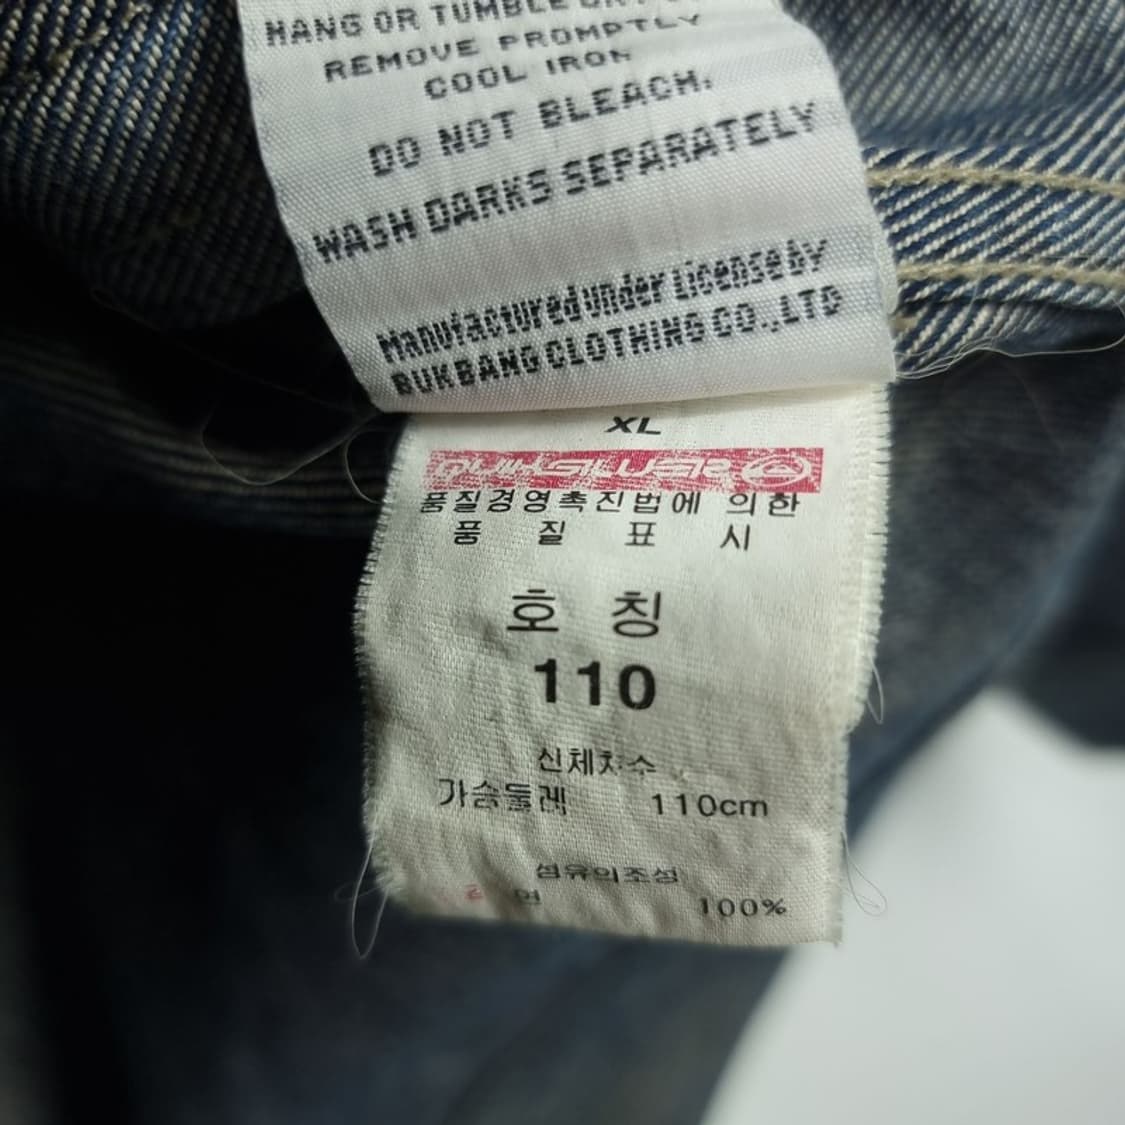 HANG OR TUMBLE DRY
REMOVE PROMPTLY
COOL IRON
DO NOT BLEACH.
WASH DARKS SEPARATELY
Manufactured under License by
BUKBANG CLOTHING CO.,LTD
XL
QUIKSILVER
품질경영촉진법에 의한
품 질 표 시
호 칭
110
신체치수
가슴둘레 110cm
섬유의조성
면 100%